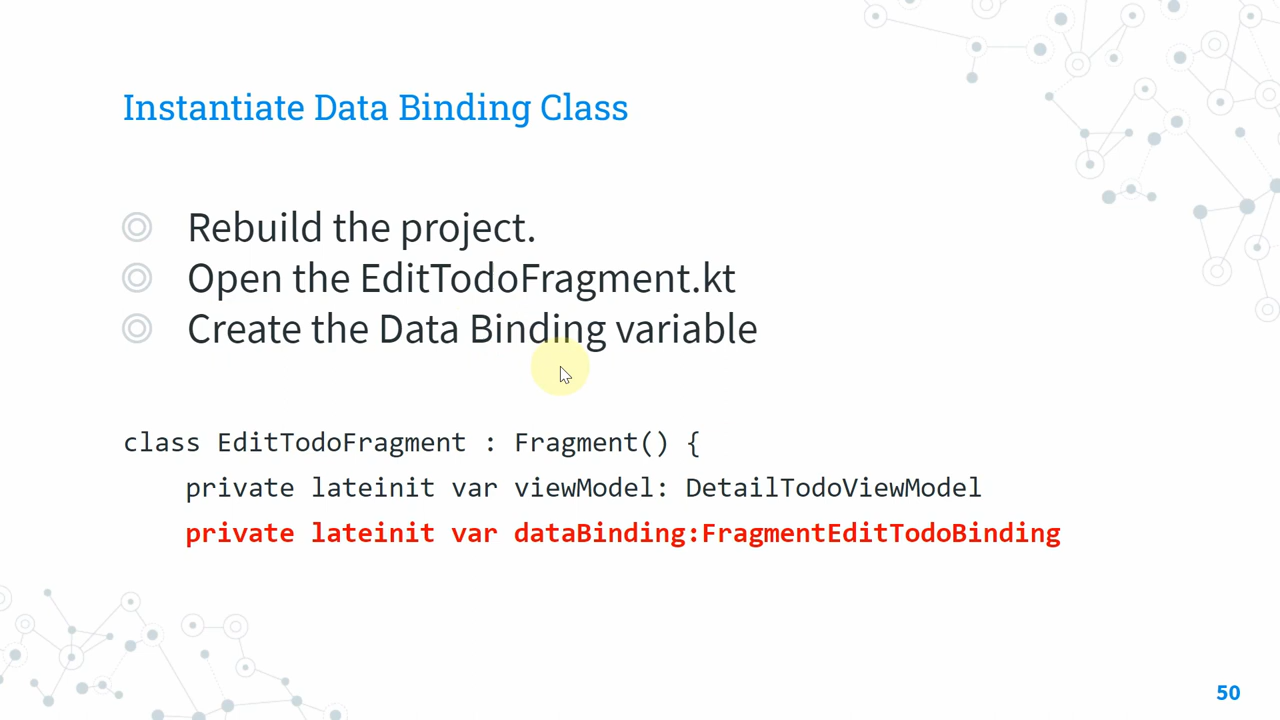 Instantiate Data Binding Class
Rebuild the project.
Open the EditTodoFragment.kt
Create the Data Binding variable
class EditTodoFragment : Fragment() {
private lateinit var viewModel: DetailTodoViewModel
private lateinit var dataBinding:FragmentEditTodoBinding
50